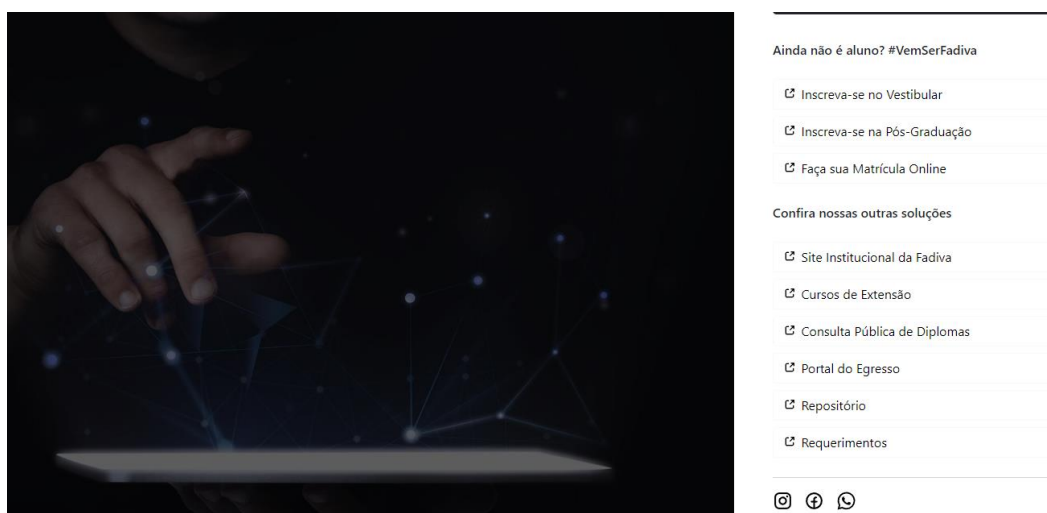 Ainda não é aluno? #VemSerFadiva
Inscreva-se no Vestibular
Inscreva-se na Pós-Graduação
Faça sua Matrícula Online
Confira nossas outras soluções
Site Institucional da Fadiva
Cursos de Extensão
Consulta Pública de Diplomas
Portal do Egresso
Repositório
Requerimentos